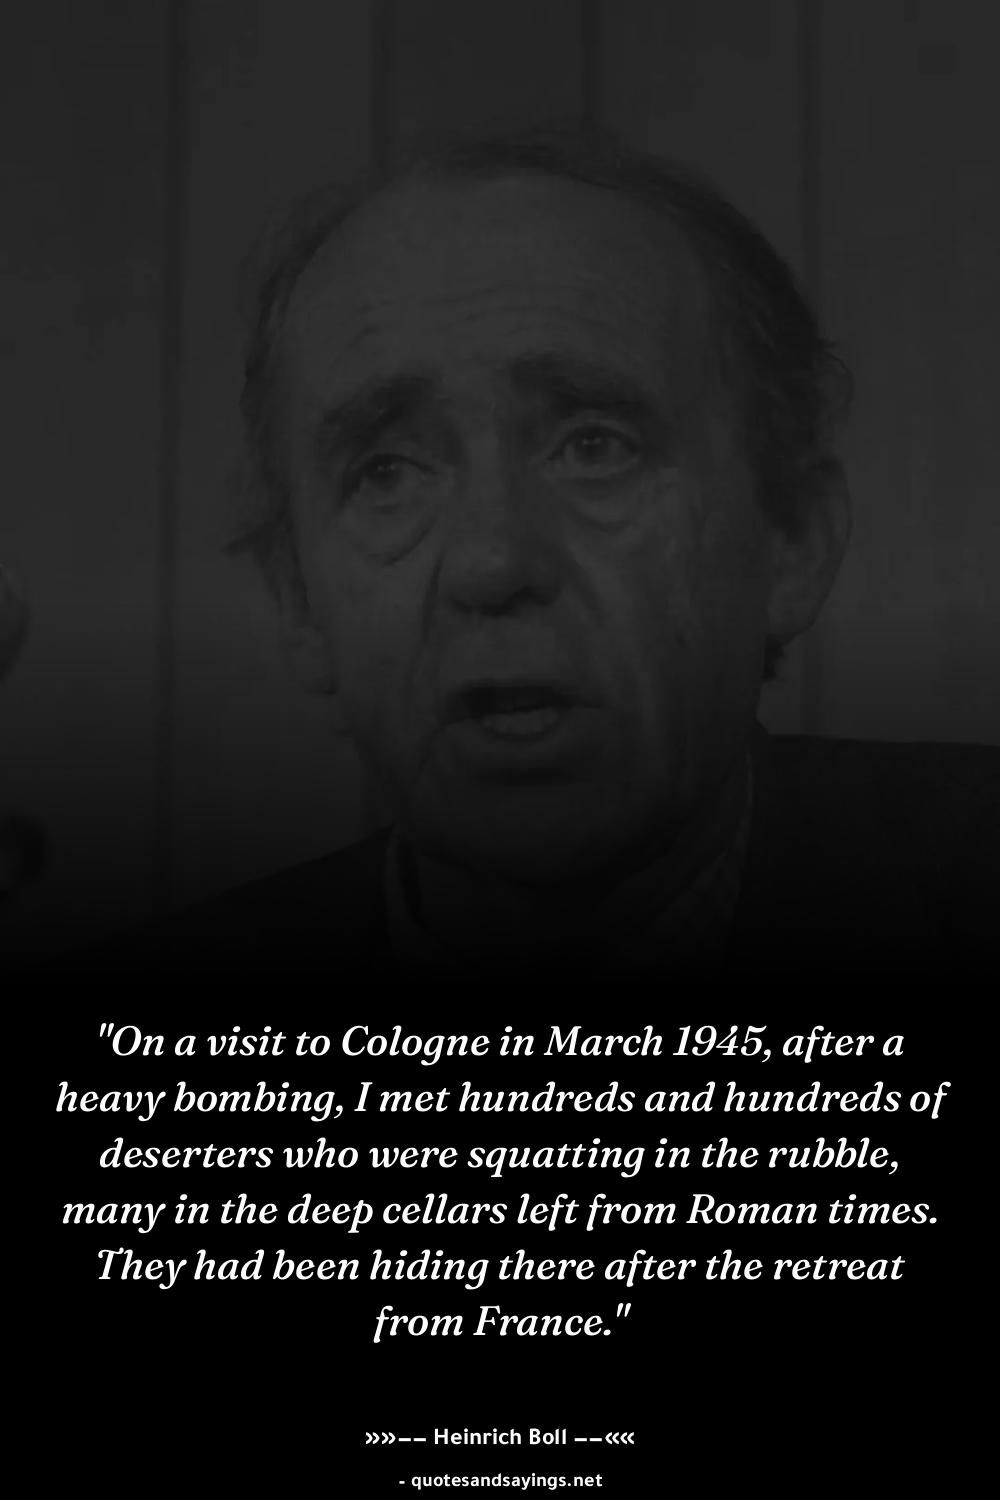 "On a visit to Cologne in March 1945, after a
heavy bombing, I met hundreds and hundreds of
deserters who were squatting in the rubble,
many in the deep cellars left from Roman times.
They had been hiding there after the retreat
from France."
»»−− Heinrich Boll −−««
- quotesandsayings.net